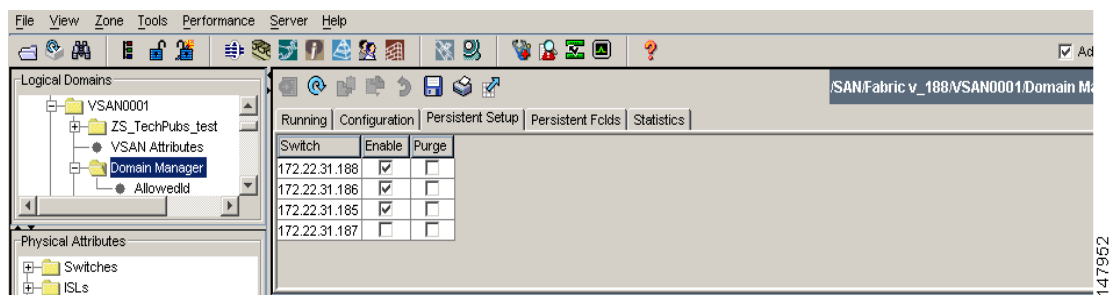 File View Zone Tools Performance Server Help
Ad
Logical Domains
VSAN0001
ZS_TechPubs_test
VSAN Attributes
Domain Manager
AllowedId
Physical Attributes
Switches
ISLs
/SAN/Fabric v_188/VSAN0001/Domain Ma
Running Configuration Persistent Setup Persistent FcIds Statistics
Switch Enable Purge
172.22.31.188
172.22.31.186
172.22.31.185
172.22.31.187
147952